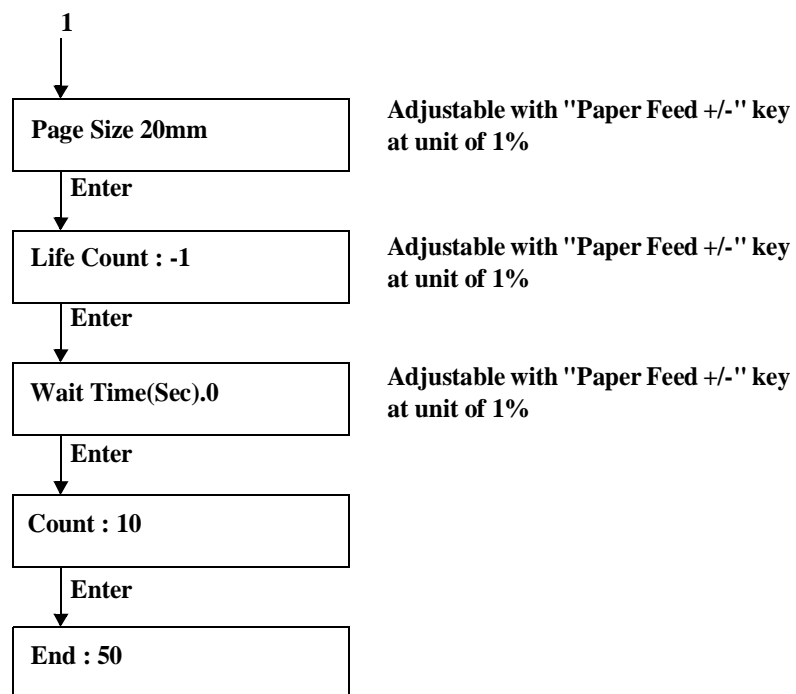 1
Page Size 20mm
Adjustable with "Paper Feed +/-" key
at unit of 1%
Enter
Life Count : -1
Adjustable with "Paper Feed +/-" key
at unit of 1%
Enter
Wait Time(Sec).0
Adjustable with "Paper Feed +/-" key
at unit of 1%
Enter
Count : 10
Enter
End : 50